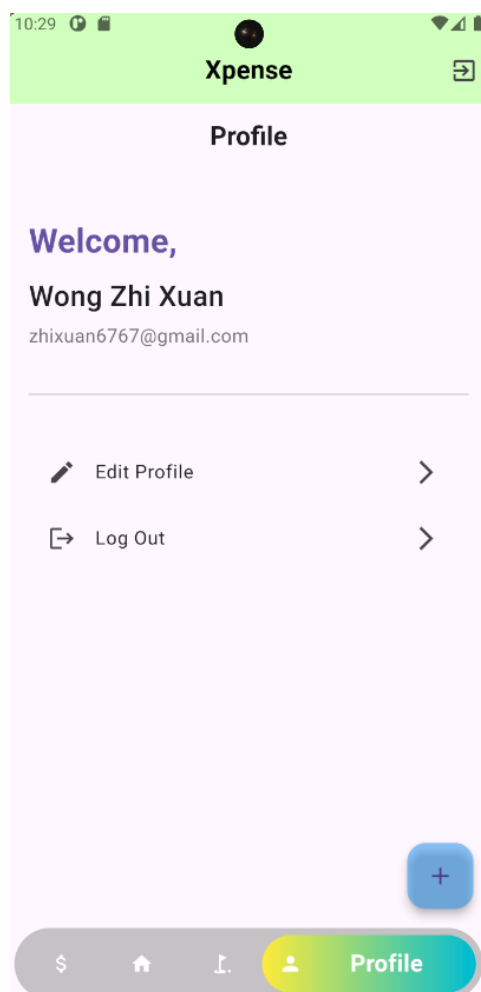 10:29
Xpense
Profile
Welcome,
Wong Zhi Xuan
zhixuan6767@gmail.com
Edit Profile
Log Out
+
$
Profile